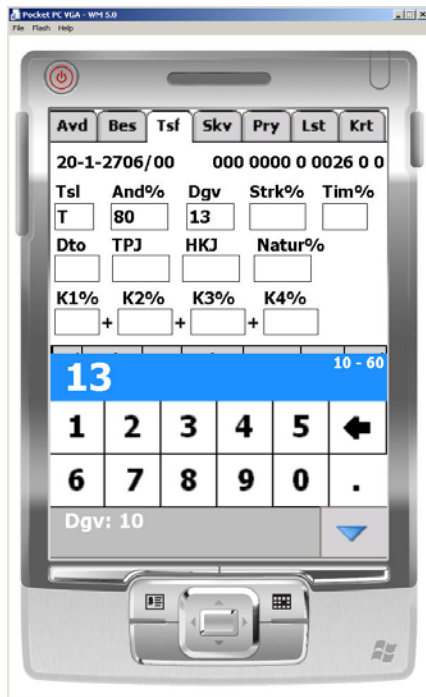 Pocket PC VGA - WM 5.0
File Flash Help
Avd Bes Tsf Skv Pry Lst Krt
20-1-2706/00 000 0000 0 0026 0 0
Tsl And% Dgv Strk% Tim%
T 80 13
Dto TPJ HKJ Natur%
K1% K2% K3% K4%
+ + +
13 10 - 60
1 2 3 4 5
6 7 8 9 0 .
Dgv: 10